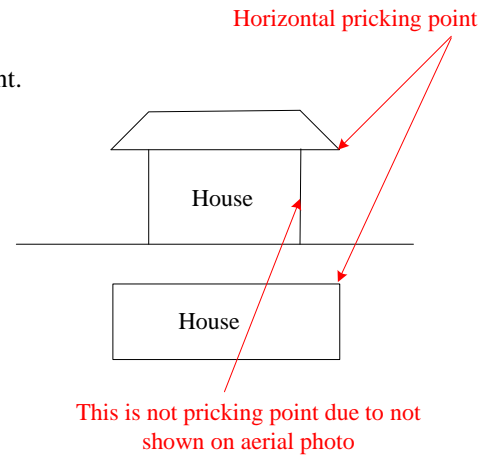 Horizontal pricking point
nt.
House
House
This is not pricking point due to not
shown on aerial photo